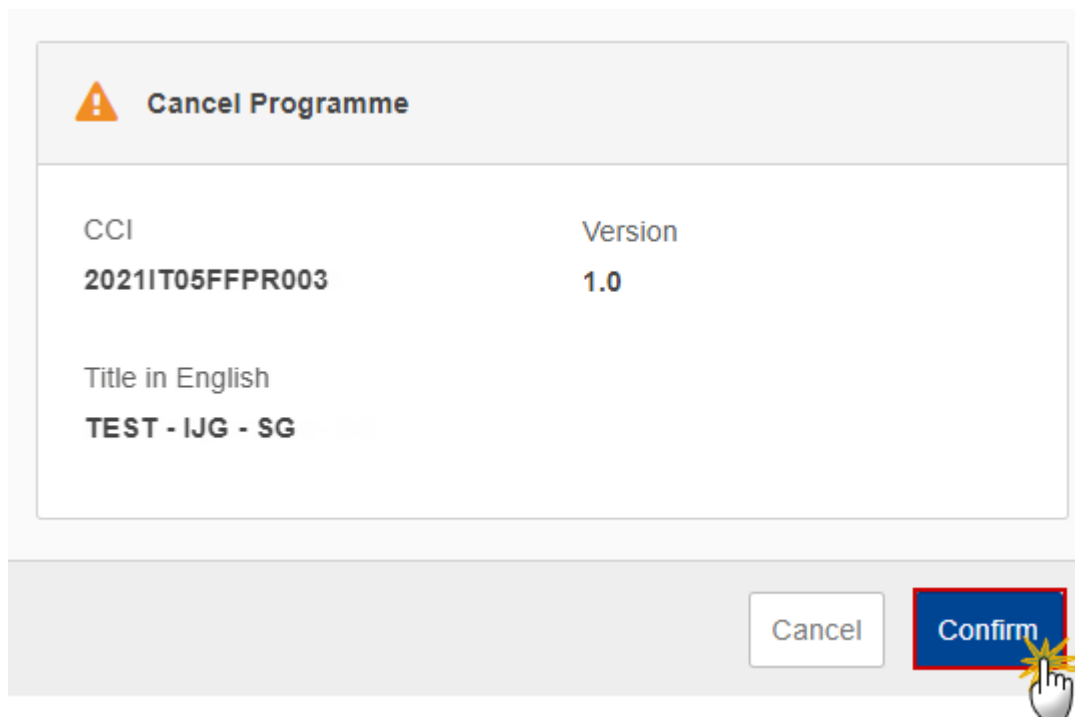 Cancel Programme
CCI
Version
2021IT05FFPR003
1.0
Title in English
TEST - IJG - SG
Cancel
Confirm